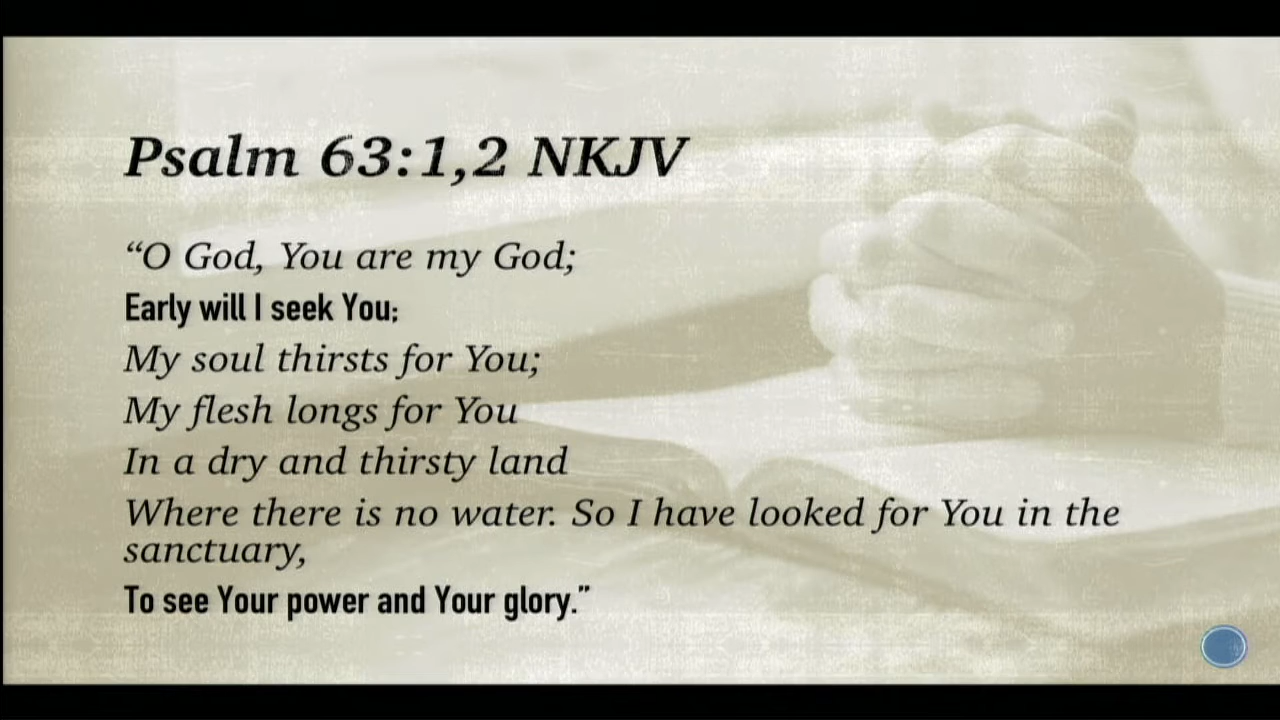 Psalm 63:1,2 NKJV
“O God, You are my God;
Early will I seek You;
My soul thirsts for You;
My flesh longs for You
In a dry and thirsty land
Where there is no water. So I have looked for You in the
sanctuary,
To see Your power and Your glory.”